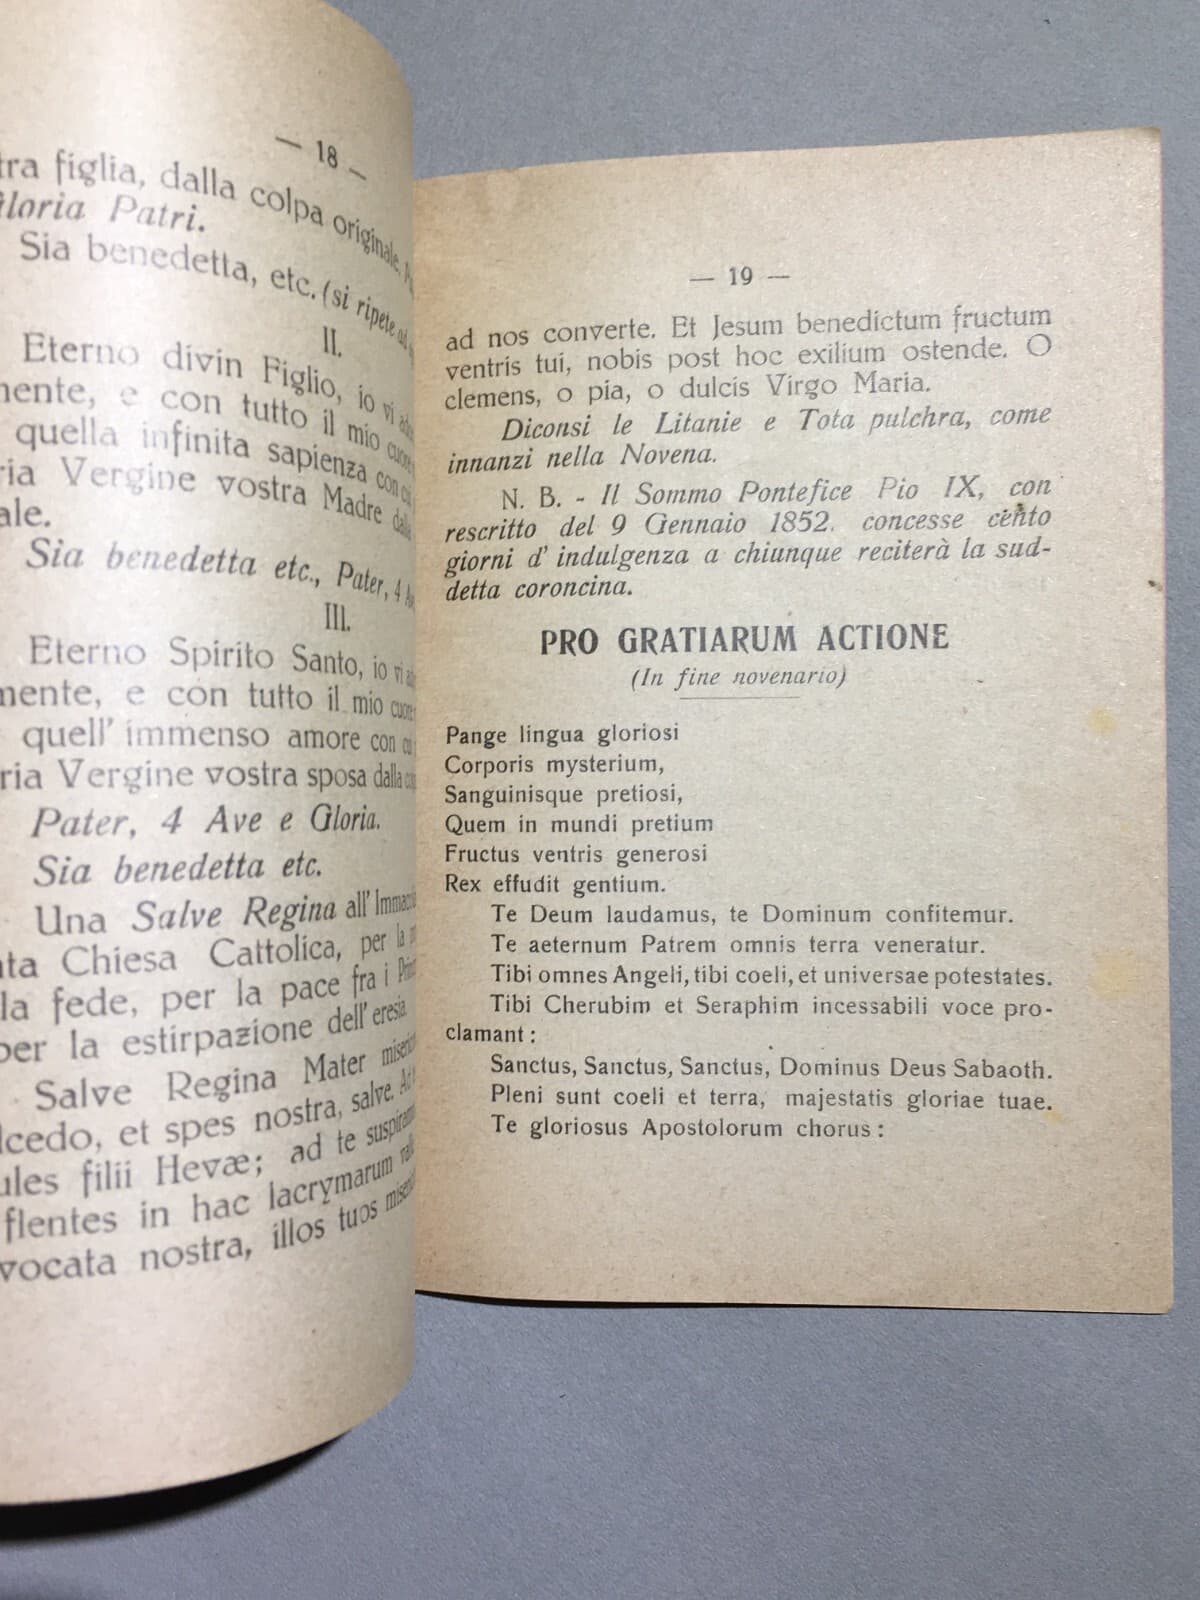 — 18 —
tra figlia, dalla colpa originale.
Gloria Patri.
Sia benedetta, etc. (si ripete ad
II.
Eterno divin Figlio, io vi
mente, e con tutto il mio cuore
quella infinita sapienza con cui
ria Vergine vostra Madre dalla
ale.
Sia benedetta etc., Pater, 4
III.
Eterno Spirito Santo, io vi
mente, e con tutto il mio cuore
quell' immenso amore con cui
ria Vergine vostra sposa dalla
Pater, 4 Ave e Gloria.
Sia benedetta etc.
Una Salve Regina all'
ta Chiesa Cattolica, per la
la fede, per la pace fra i
per la estirpazione dell' eresia.
Salve Regina Mater
lcedo, et spes nostra, salve. Ad
ules filii Hevæ; ad te
flentes in hac lacrymarum
vocata nostra, illos tuos
— 19 —
ad nos converte. Et Jesum benedictum fructum
ventris tui, nobis post hoc exilium ostende. O
clemens, o pia, o dulcis Virgo Maria.
Diconsi le Litanie e Tota pulchra, come
innanzi nella Novena.
N. B. - Il Sommo Pontefice Pio IX, con
rescritto del 9 Gennaio 1852. concesse cento
giorni d' indulgenza a chiunque reciterà la sud-
detta coroncina.
PRO GRATIARUM ACTIONE
(In fine novenario)
Pange lingua gloriosi
Corporis mysterium,
Sanguinisque pretiosi,
Quem in mundi pretium
Fructus ventris generosi
Rex effudit gentium.
Te Deum laudamus, te Dominum confitemur.
Te aeternum Patrem omnis terra veneratur.
Tibi omnes Angeli, tibi coeli, et universae potestates.
Tibi Cherubim et Seraphim incessabili voce pro-
clamant :
Sanctus, Sanctus, Sanctus, Dominus Deus Sabaoth.
Pleni sunt coeli et terra, majestatis gloriae tuae.
Te gloriosus Apostolorum chorus :